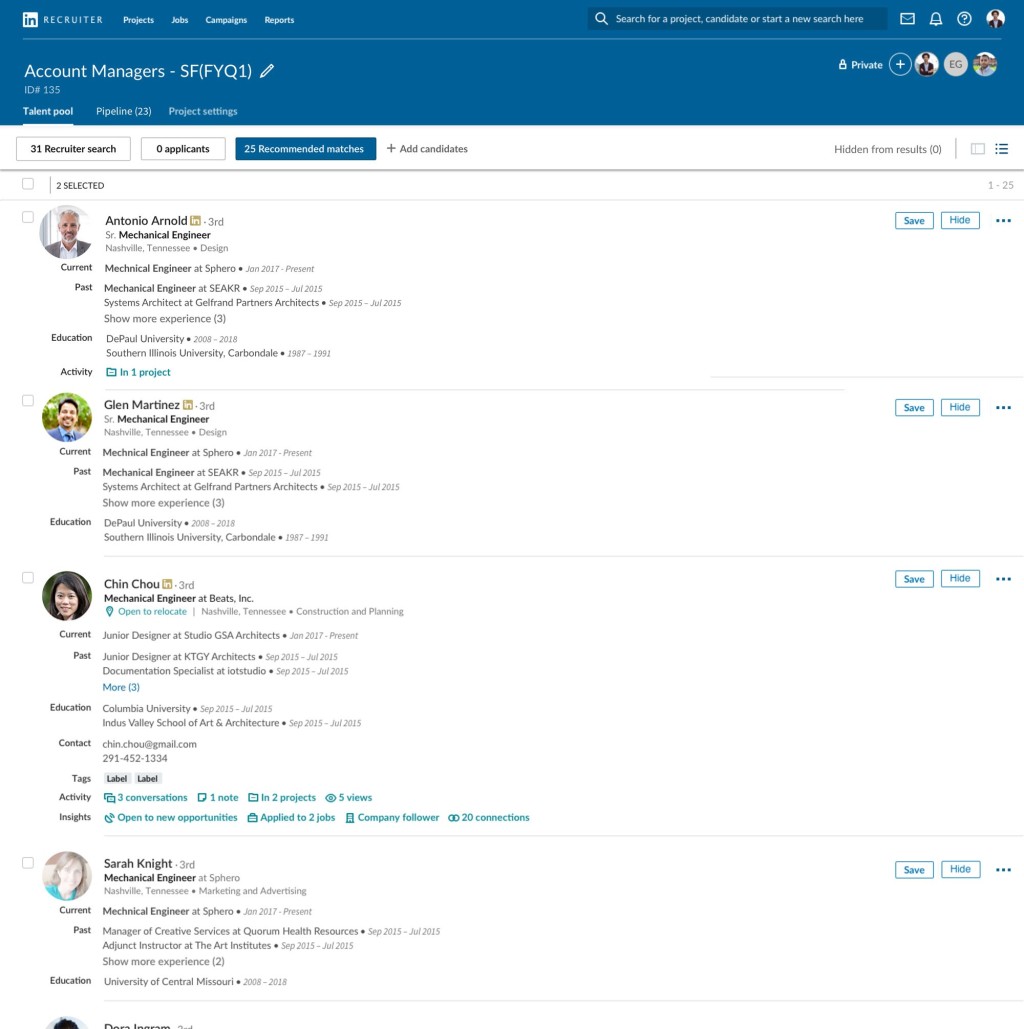 in RECRUITER Projects Jobs Campaigns Reports Search for a project, candidate or start a new search here
Account Managers - SF(FYQ1) Private EG
ID# 135
Talent pool Pipeline (23) Project settings
31 Recruiter search 0 applicants 25 Recommended matches + Add candidates Hidden from results (0)
2 SELECTED 1 - 25
Antonio Arnold in · 3rd Save Hide
Sr. Mechanical Engineer
Nashville, Tennessee • Design
Current Mechnical Engineer at Sphero • Jan 2017 - Present
Past Mechanical Engineer at SEAKR • Sep 2015 – Jul 2015
Systems Architect at Gelfrand Partners Architects • Sep 2015 – Jul 2015
Show more experience (3)
Education DePaul University • 2008 – 2018
Southern Illinois University, Carbondale • 1987 – 1991
Activity In 1 project
Glen Martinez in · 3rd Save Hide
Sr. Mechanical Engineer
Nashville, Tennessee • Design
Current Mechnical Engineer at Sphero • Jan 2017 - Present
Past Mechanical Engineer at SEAKR • Sep 2015 – Jul 2015
Systems Architect at Gelfrand Partners Architects • Sep 2015 – Jul 2015
Show more experience (3)
Education DePaul University • 2008 – 2018
Southern Illinois University, Carbondale • 1987 – 1991
Chin Chou in · 3rd Save Hide
Mechanical Engineer at Beats, Inc.
Open to relocate | Nashville, Tennessee • Construction and Planning
Current Junior Designer at Studio GSA Architects • Jan 2017 - Present
Past Junior Designer at KTGY Architects • Sep 2015 – Jul 2015
Documentation Specialist at iotstudio • Sep 2015 – Jul 2015
More (3)
Education Columbia University • Sep 2015 – Jul 2015
Indus Valley School of Art & Architecture • Sep 2015 – Jul 2015
Contact chin.chou@gmail.com
291-452-1334
Tags Label Label
Activity 3 conversations 1 note In 2 projects 5 views
Insights Open to new opportunities Applied to 2 jobs Company follower 20 connections
Sarah Knight · 3rd Save Hide
Mechanical Engineer at Sphero
Nashville, Tennessee • Marketing and Advertising
Current Mechnical Engineer at Sphero • Jan 2017 - Present
Past Manager of Creative Services at Quorum Health Resources • Sep 2015 – Jul 2015
Adjunct Instructor at The Art Institutes • Sep 2015 – Jul 2015
Show more experience (2)
Education University of Central Missouri • 2008 – 2018
Dora Ingram 3rd